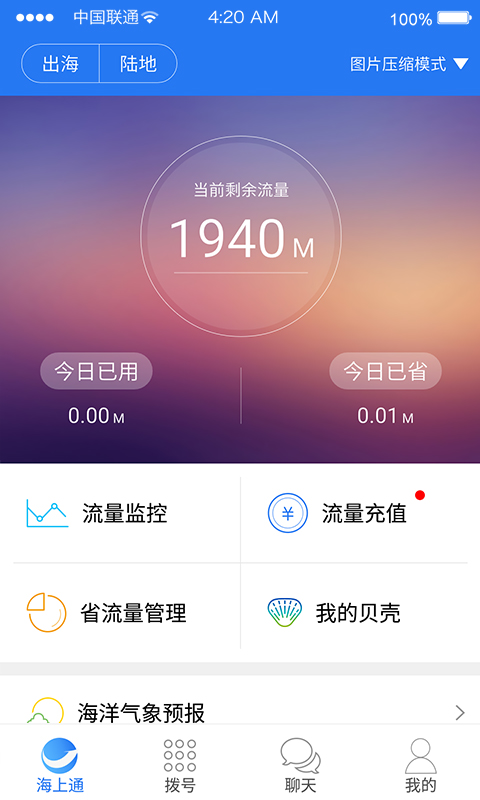 中国联通 4:20 AM 100%
出海 陆地 图片压缩模式
当前剩余流量
1940 M
今日已用 今日已省
0.00 M 0.01 M
流量监控 流量充值
省流量管理 我的贝壳
海洋气象预报
海上通 拨号 聊天 我的